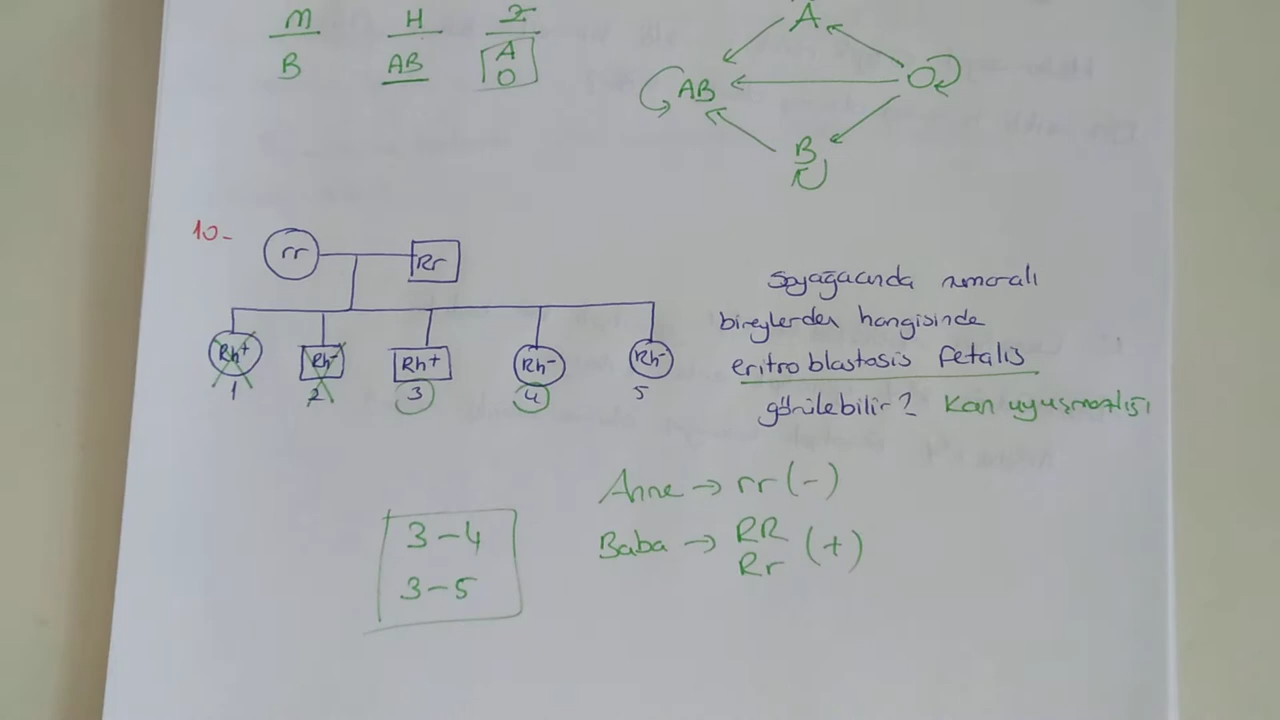 M H
B AB A
O
A
AB O
B
10-
rr Rr
Rh+ Rh- Rh+ Rh- Rh-
1 2 3 4 5
Soyağacında numaralı
bireylerden hangisinde
eritroblastosis fetalis
görülebilir? Kan uyuşmazlığı
Anne → rr (-)
Baba → RR (+)
Rr
3-4
3-5